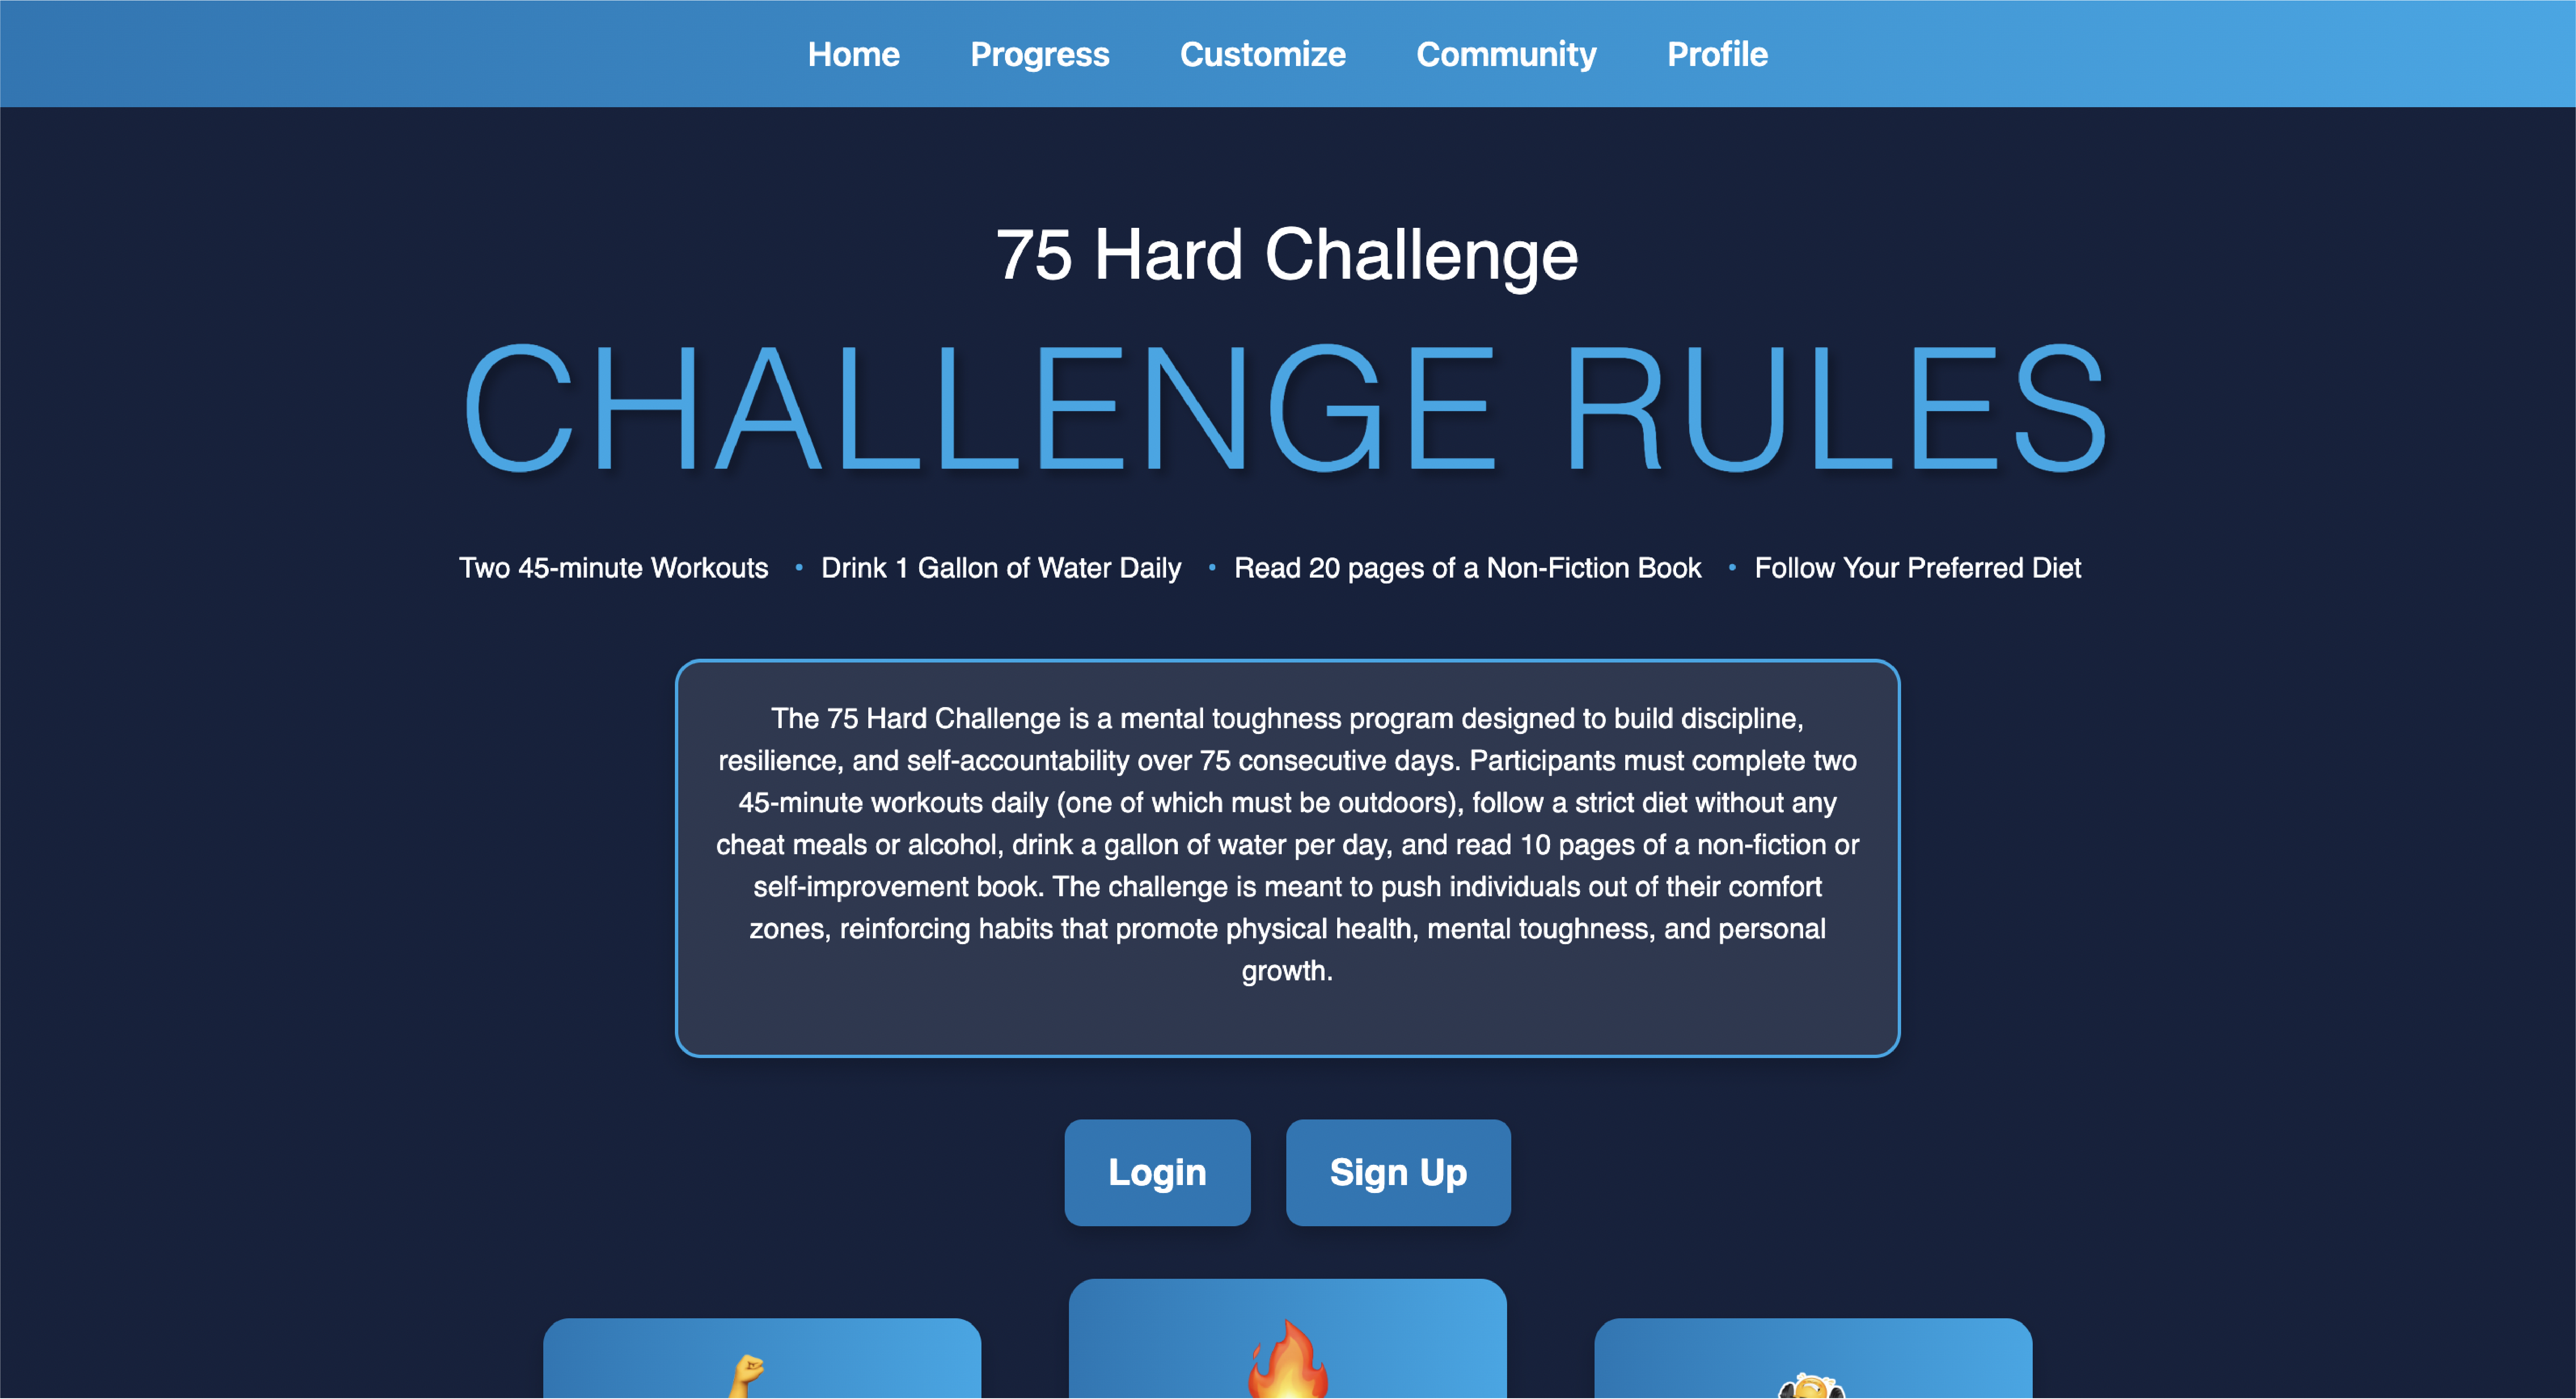 Home Progress Customize Community Profile
75 Hard Challenge
CHALLENGE RULES
Two 45-minute Workouts • Drink 1 Gallon of Water Daily • Read 20 pages of a Non-Fiction Book • Follow Your Preferred Diet
The 75 Hard Challenge is a mental toughness program designed to build discipline,
resilience, and self-accountability over 75 consecutive days. Participants must complete two
45-minute workouts daily (one of which must be outdoors), follow a strict diet without any
cheat meals or alcohol, drink a gallon of water per day, and read 10 pages of a non-fiction or
self-improvement book. The challenge is meant to push individuals out of their comfort
zones, reinforcing habits that promote physical health, mental toughness, and personal
growth.
Login Sign Up